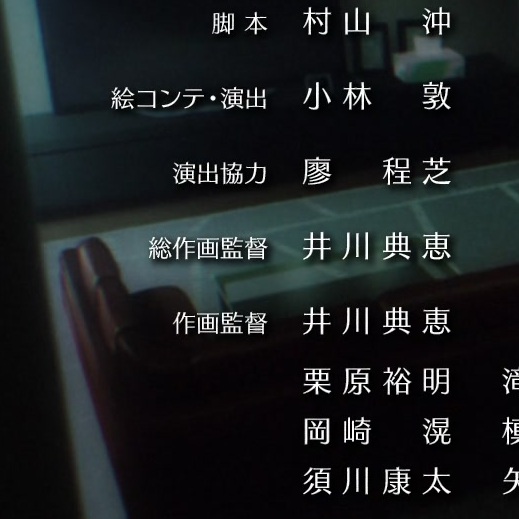 脚本 村山 沖
絵コンテ・演出 小林 敦
演出協力 廖 程芝
総作画監督 井川典恵
作画監督 井川典恵
栗原裕明
岡崎 滉
須川康太